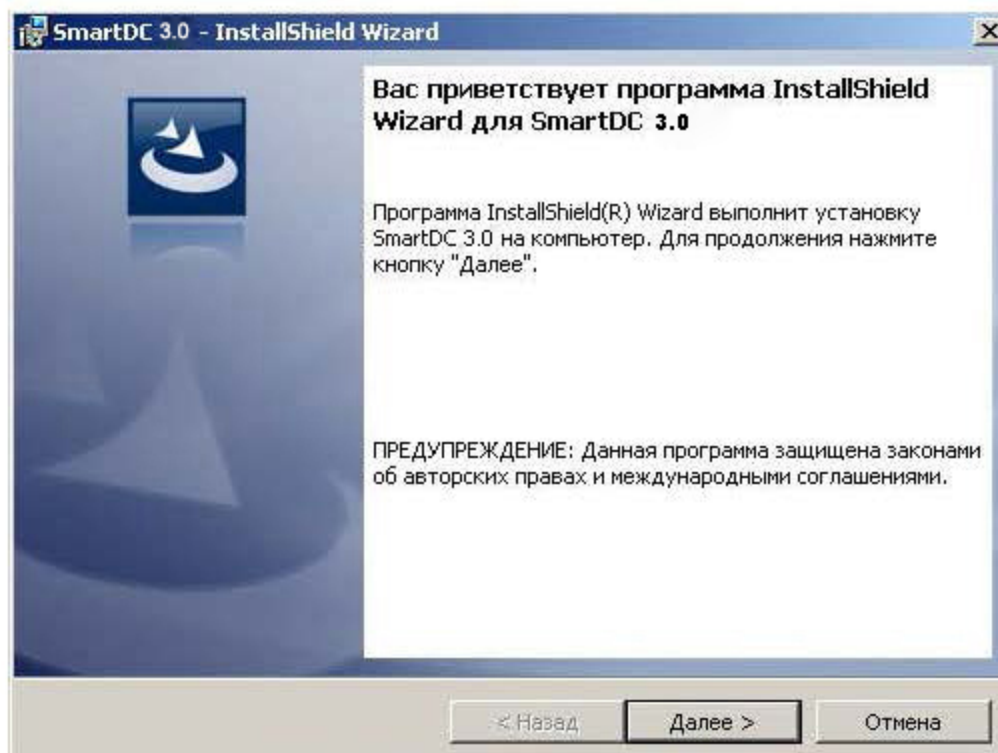 SmartDC 3.0 - InstallShield Wizard
Вас приветствует программа InstallShield
Wizard для SmartDC 3.0
Программа InstallShield(R) Wizard выполнит установку
SmartDC 3.0 на компьютер. Для продолжения нажмите
кнопку "Далее".
ПРЕДУПРЕЖДЕНИЕ: Данная программа защищена законами
об авторских правах и международными соглашениями.
< Назад
Далее >
Отмена